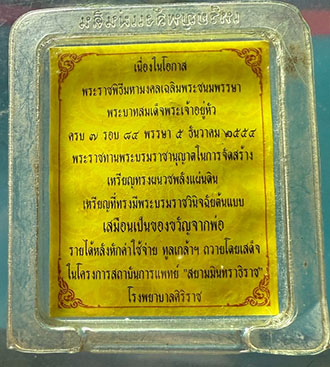 เนื่องในโอกาส
พระราชพิธีมหามงคลเฉลิมพระชนมพรรษา
พระบาทสมเด็จพระเจ้าอยู่หัว
ครบ ๗ รอบ ๘๔ พรรษา ๕ ธันวาคม ๒๕๕๔
พระราชทานพระบรมราชานุญาตในการจัดสร้าง
เหรียญทรงผนวชพลังแผ่นดิน
เหรียญที่ทรงมีพระบรมราชวินิจฉัยต้นแบบ
เสมือนเป็นของขวัญจากพ่อ
รายได้หลังหักค่าใช้จ่าย ทูลเกล้าฯ ถวายโดยเสด็จ
ในโครงการสถาบันการแพทย์ "สยามมินทราธิราช"
โรงพยาบาลศิริราช